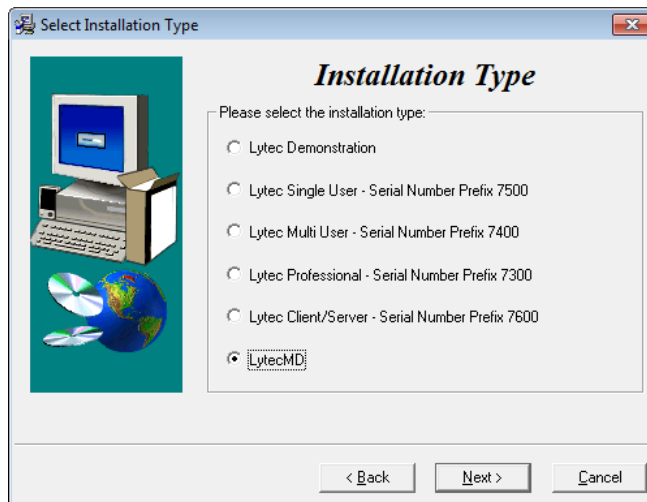 Select Installation Type
Installation Type
Please select the installation type:
Lytec Demonstration
Lytec Single User - Serial Number Prefix 7500
Lytec Multi User - Serial Number Prefix 7400
Lytec Professional - Serial Number Prefix 7300
Lytec Client/Server - Serial Number Prefix 7600
LytecMD
< Back Next > Cancel